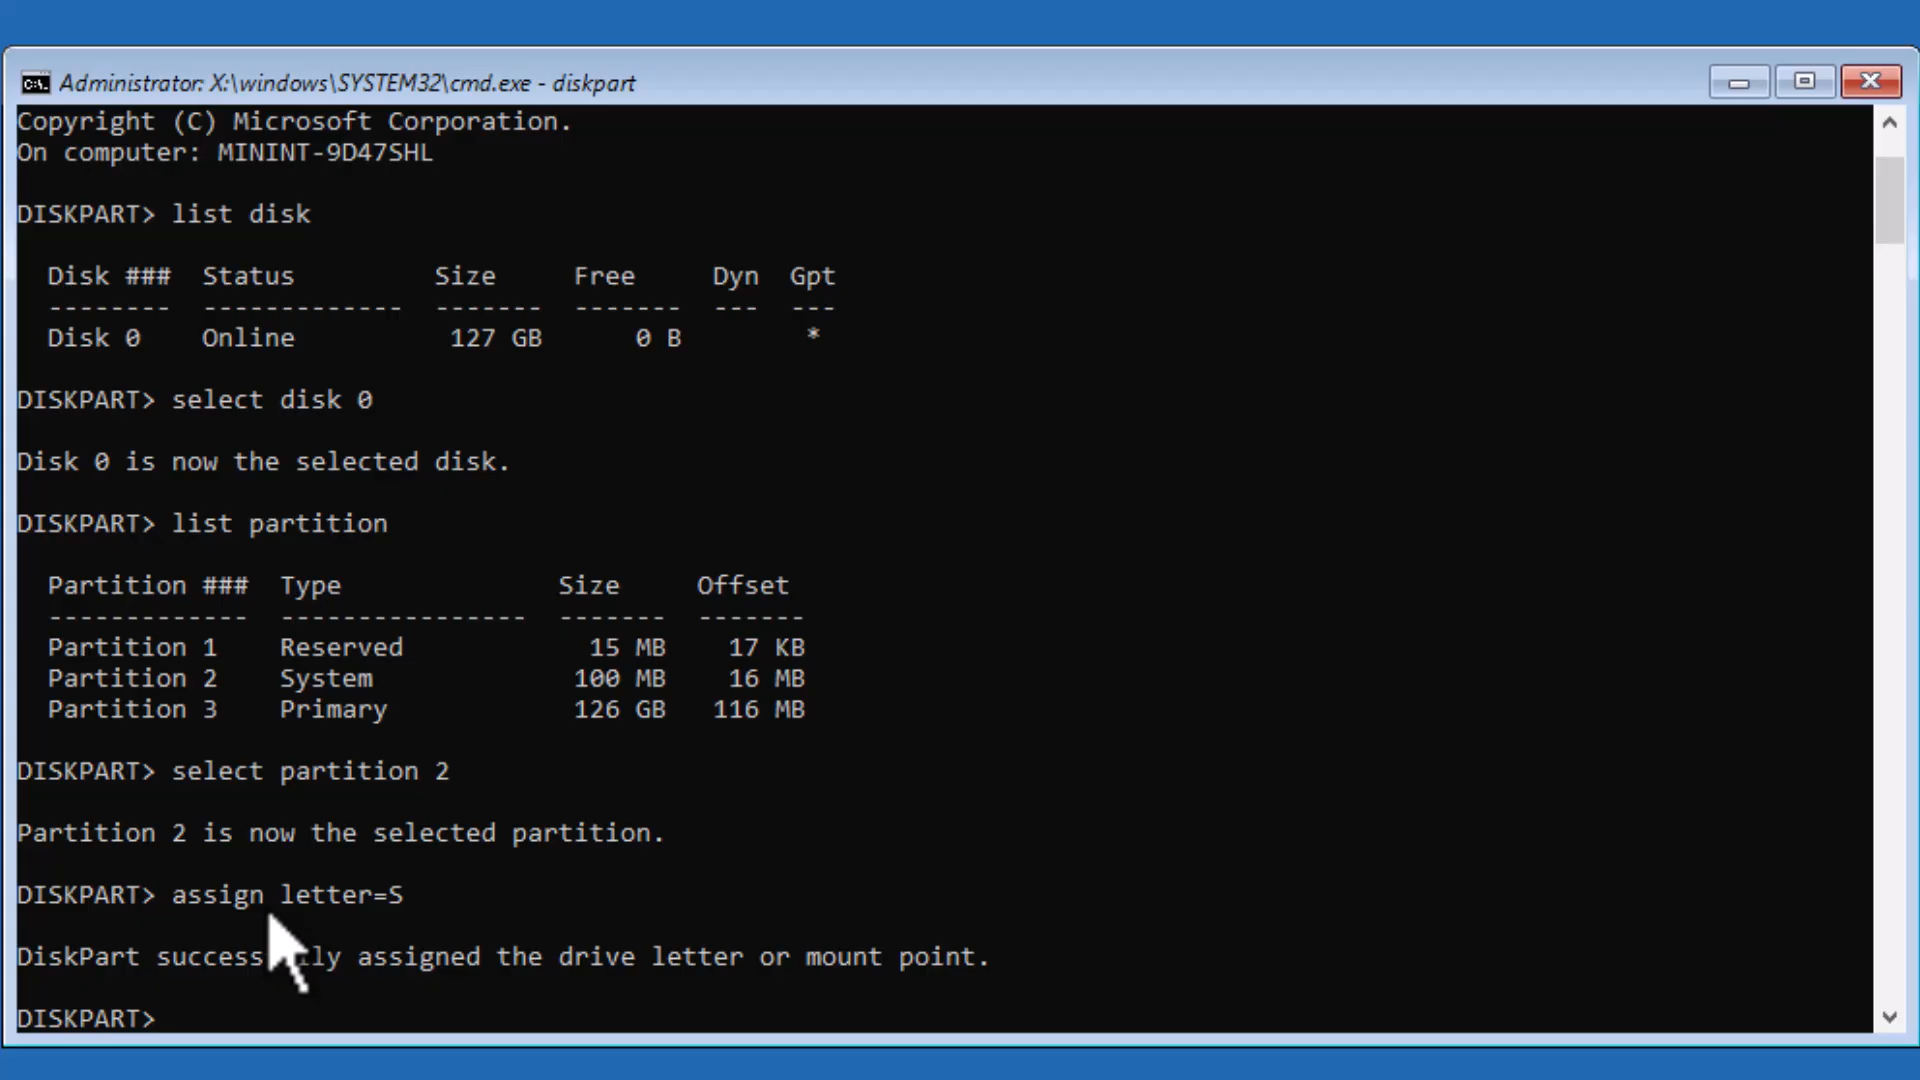 Administrator: X:\windows\SYSTEM32\cmd.exe - diskpart
Copyright (C) Microsoft Corporation.
On computer: MININT-9D47SHL
DISKPART> list disk
Disk ### Status Size Free Dyn Gpt
-------- ------------- ------- ------- --- ---
Disk 0 Online 127 GB 0 B *
DISKPART> select disk 0
Disk 0 is now the selected disk.
DISKPART> list partition
Partition ### Type Size Offset
------------- ---------------- ------- -------
Partition 1 Reserved 15 MB 17 KB
Partition 2 System 100 MB 16 MB
Partition 3 Primary 126 GB 116 MB
DISKPART> select partition 2
Partition 2 is now the selected partition.
DISKPART> assign letter=S
DiskPart successfully assigned the drive letter or mount point.
DISKPART>